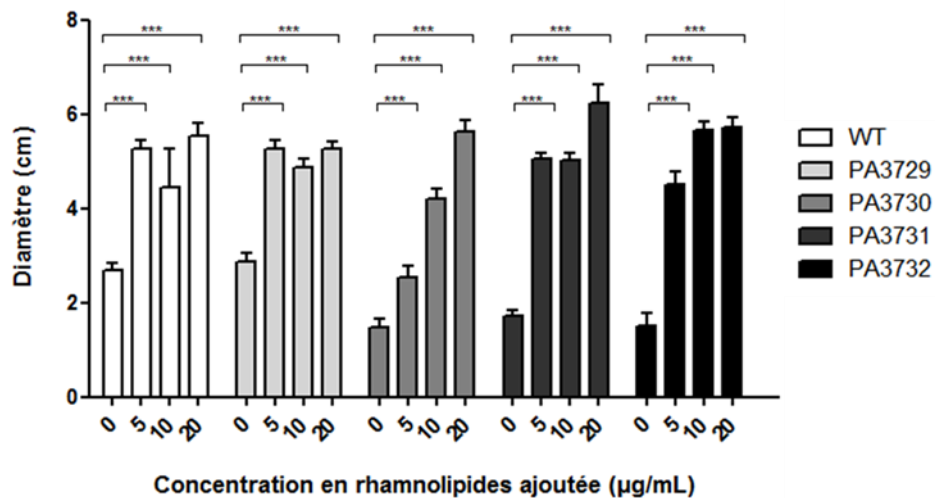 8
6
4
2
0
Diamètre (cm)
*** *** *** *** ***
*** *** *** *** ***
*** *** *** *** ***
0 5 10 20 0 5 10 20 0 5 10 20 0 5 10 20 0 5 10 20
Concentration en rhamnolipides ajoutée (µg/mL)
WT
PA3729
PA3730
PA3731
PA3732